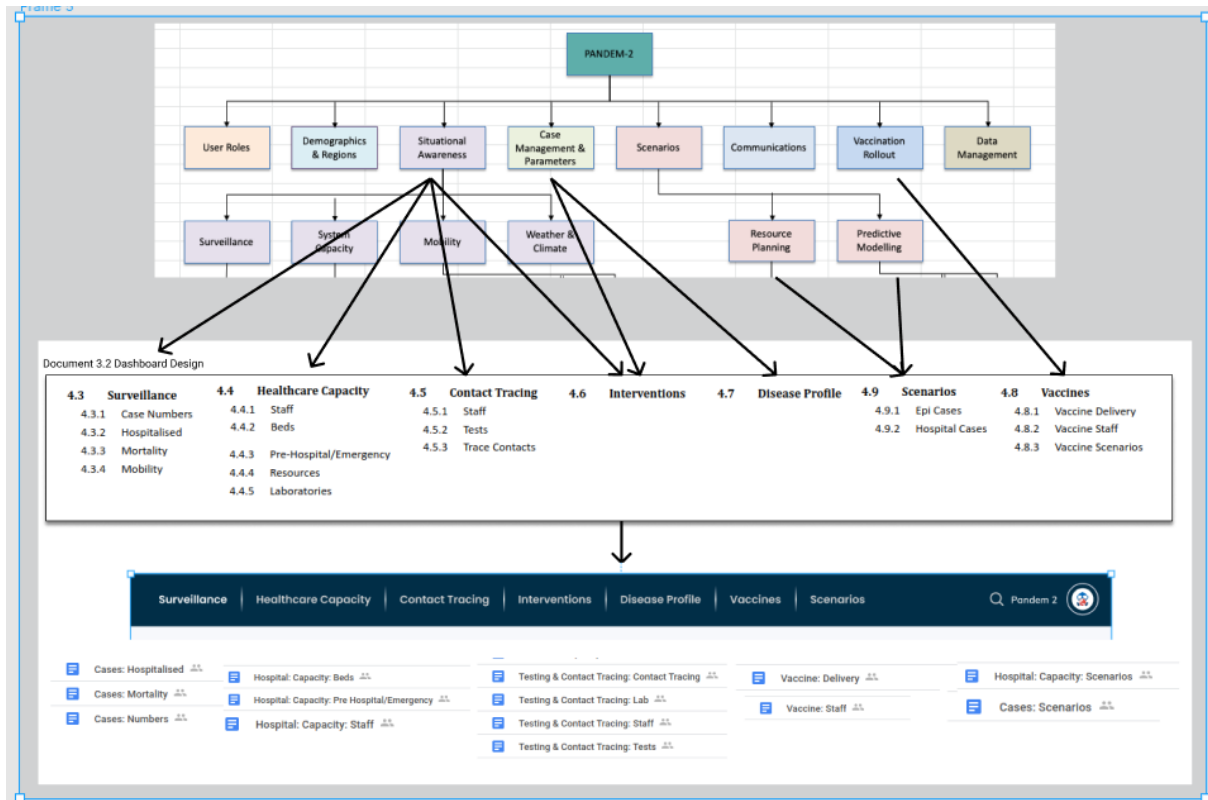 Frame 3
PANDEM-2
User Roles
Demographics
& Regions
Situational
Awareness
Case
Management &
Parameters
Scenarios
Communications
Vaccination
Rollout
Data
Management
Surveillance
System
Capacity
Mobility
Weather &
Climate
Resource
Planning
Predictive
Modelling
Document 3.2 Dashboard Design
4.3 Surveillance
4.3.1 Case Numbers
4.3.2 Hospitalised
4.3.3 Mortality
4.3.4 Mobility
4.4 Healthcare Capacity
4.4.1 Staff
4.4.2 Beds
4.4.3 Pre-Hospital/Emergency
4.4.4 Resources
4.4.5 Laboratories
4.5 Contact Tracing
4.5.1 Staff
4.5.2 Tests
4.5.3 Trace Contacts
4.6 Interventions
4.7 Disease Profile
4.9 Scenarios
4.9.1 Epi Cases
4.9.2 Hospital Cases
4.8 Vaccines
4.8.1 Vaccine Delivery
4.8.2 Vaccine Staff
4.8.3 Vaccine Scenarios
Surveillance Healthcare Capacity Contact Tracing Interventions Disease Profile Vaccines Scenarios Pandem 2
Cases: Hospitalised
Cases: Mortality
Cases: Numbers
Hospital: Capacity: Beds
Hospital: Capacity: Pre Hospital/Emergency
Hospital: Capacity: Staff
Testing & Contact Tracing: Contact Tracing
Testing & Contact Tracing: Lab
Testing & Contact Tracing: Staff
Testing & Contact Tracing: Tests
Vaccine: Delivery
Vaccine: Staff
Hospital: Capacity: Scenarios
Cases: Scenarios